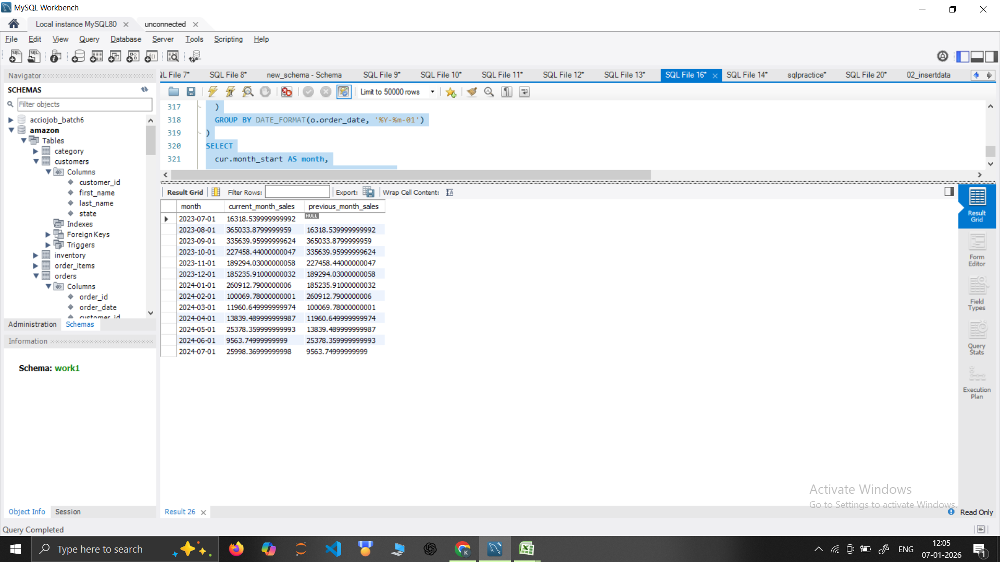 MySQL Workbench
Local instance MySQL80
unconnected
File Edit View Query Database Server Tools Scripting Help
Navigator
SCHEMAS
Filter objects
acciojob_batch6
amazon
Tables
category
customers
Columns
customer_id
first_name
last_name
state
Indexes
Foreign Keys
Triggers
inventory
order_items
orders
Columns
order_id
order_date
customer_id
Administration Schemas
Information
Schema: work1
Object Info Session
Query Completed
QL File 7* SQL File 8* new_schema - Schema SQL File 9* SQL File 10* SQL File 11* SQL File 12* SQL File 13* SQL File 16* SQL File 14* sqlpractice* SQL File 20* 02_insertdata
Limit to 50000 rows
317 )
318 GROUP BY DATE_FORMAT(o.order_date, '%Y-%m-01')
319 )
320 SELECT
321 cur.month_start AS month,
Result Grid Filter Rows: Export: Wrap Cell Content:
month current_month_sales previous_month_sales
2023-07-01 16318.539999999992 NULL
2023-08-01 365033.8799999959 16318.539999999992
2023-09-01 335639.95999999624 365033.8799999959
2023-10-01 227458.44000000047 335639.95999999624
2023-11-01 189294.03000000058 227458.44000000047
2023-12-01 185235.91000000032 189294.03000000058
2024-01-01 260912.7900000006 185235.91000000032
2024-02-01 100069.78000000001 260912.7900000006
2024-03-01 11960.649999999974 100069.78000000001
2024-04-01 13839.489999999987 11960.649999999974
2024-05-01 25378.359999999993 13839.489999999987
2024-06-01 9563.74999999999 25378.359999999993
2024-07-01 25998.36999999998 9563.74999999999
Result Grid
Form Editor
Field Types
Query Stats
Execution Plan
Activate Windows
Go to Settings to activate Windows.
Result 26
Read Only
Type here to search
ENG
12:05
07-01-2026
1